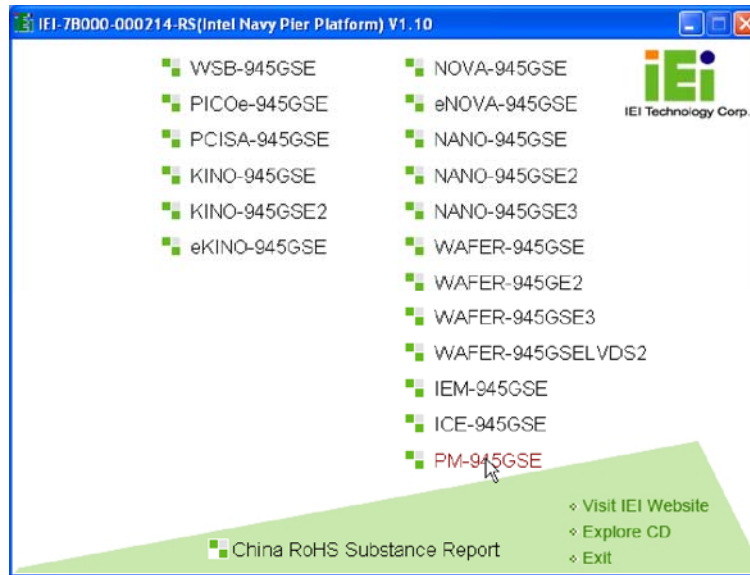 IEI-7B000-000214-RS(Intel Navy Pier Platform) V1.10
WSB-945GSE
PICOe-945GSE
PCISA-945GSE
KINO-945GSE
KINO-945GSE2
eKINO-945GSE
NOVA-945GSE
eNOVA-945GSE
NANO-945GSE
NANO-945GSE2
NANO-945GSE3
WAFER-945GSE
WAFER-945GE2
WAFER-945GSE3
WAFER-945GSELVDS2
IEM-945GSE
ICE-945GSE
PM-945GSE
iEi
IEI Technology Corp.
Visit IEI Website
Explore CD
Exit
China RoHS Substance Report